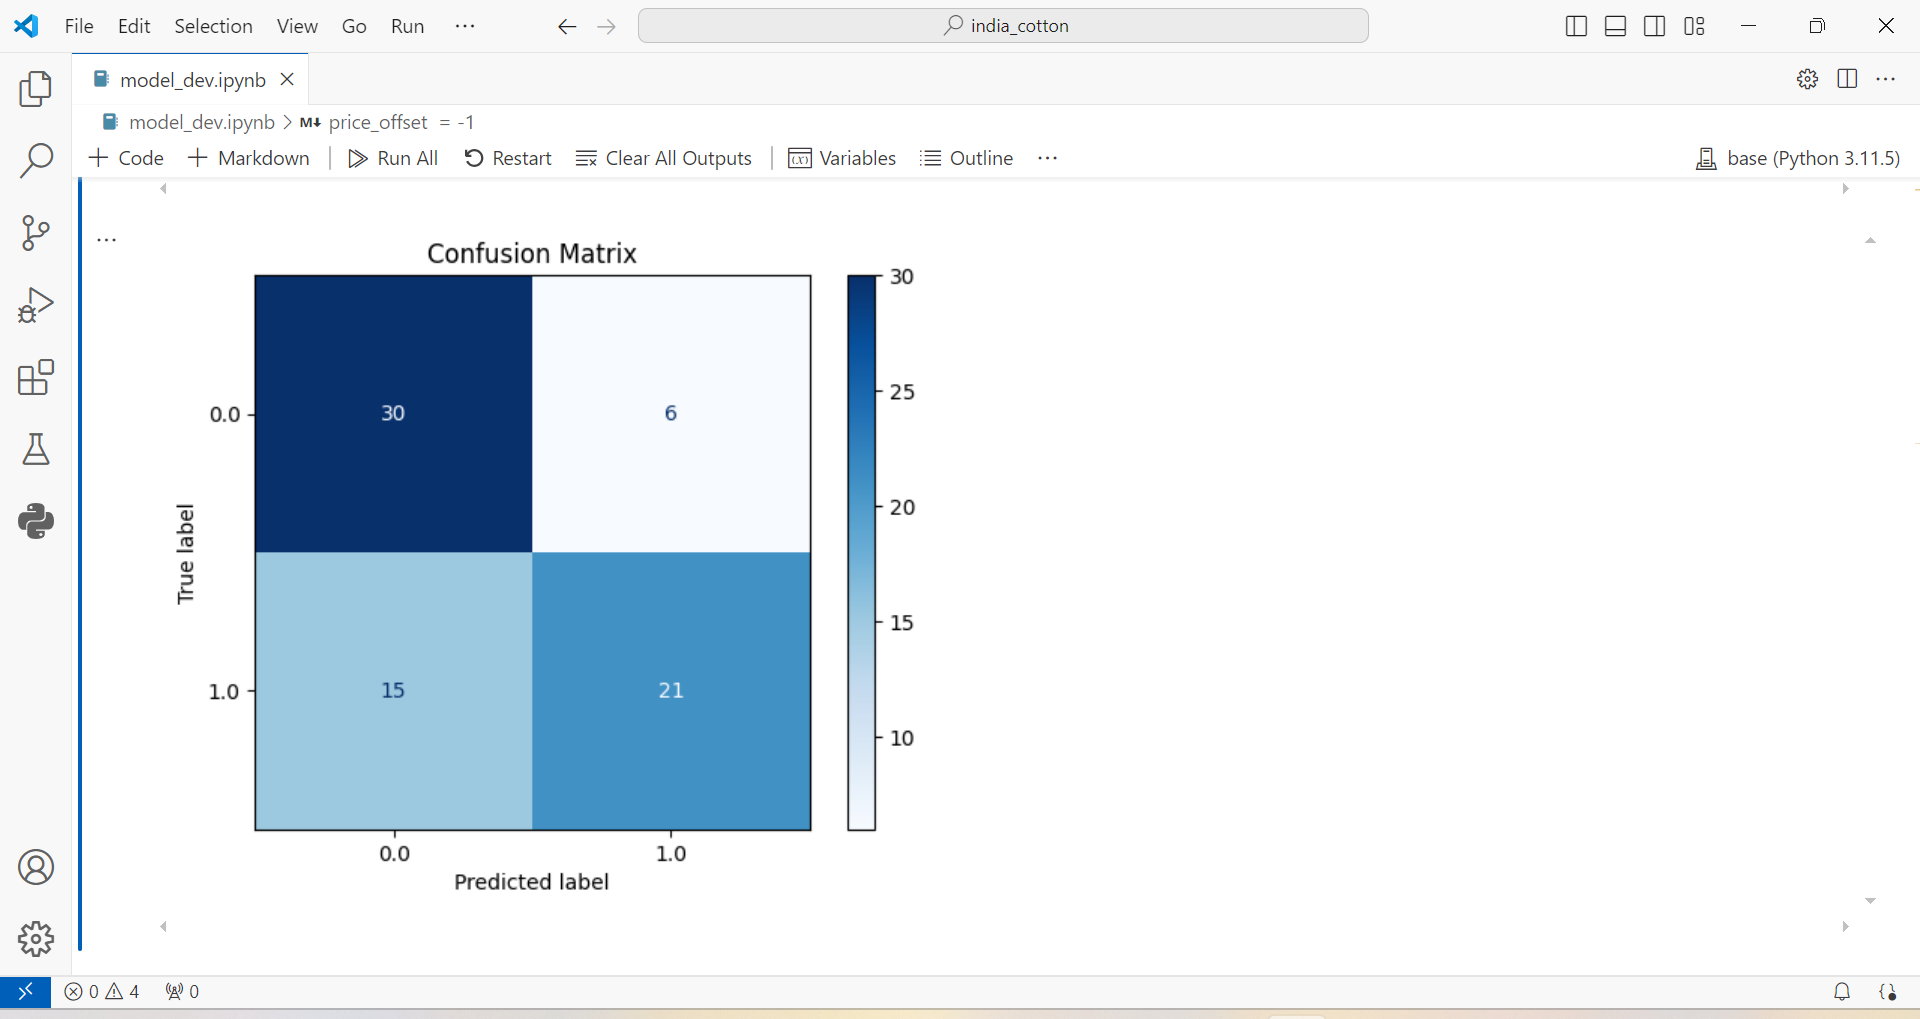 File Edit Selection View Go Run ···
india_cotton
model_dev.ipynb
model_dev.ipynb > M↓ price_offset = -1
+ Code + Markdown Run All Restart Clear All Outputs Variables Outline ···
base (Python 3.11.5)
Confusion Matrix
30
25
20
15
10
True label
0.0
1.0
30
6
15
21
0.0
1.0
Predicted label
0 4 0